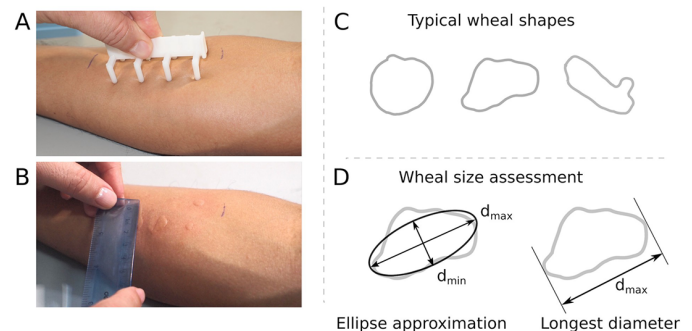 A
B
C
Typical wheal shapes
D
Wheal size assessment
dmax
dmin
Ellipse approximation
dmax
Longest diameter